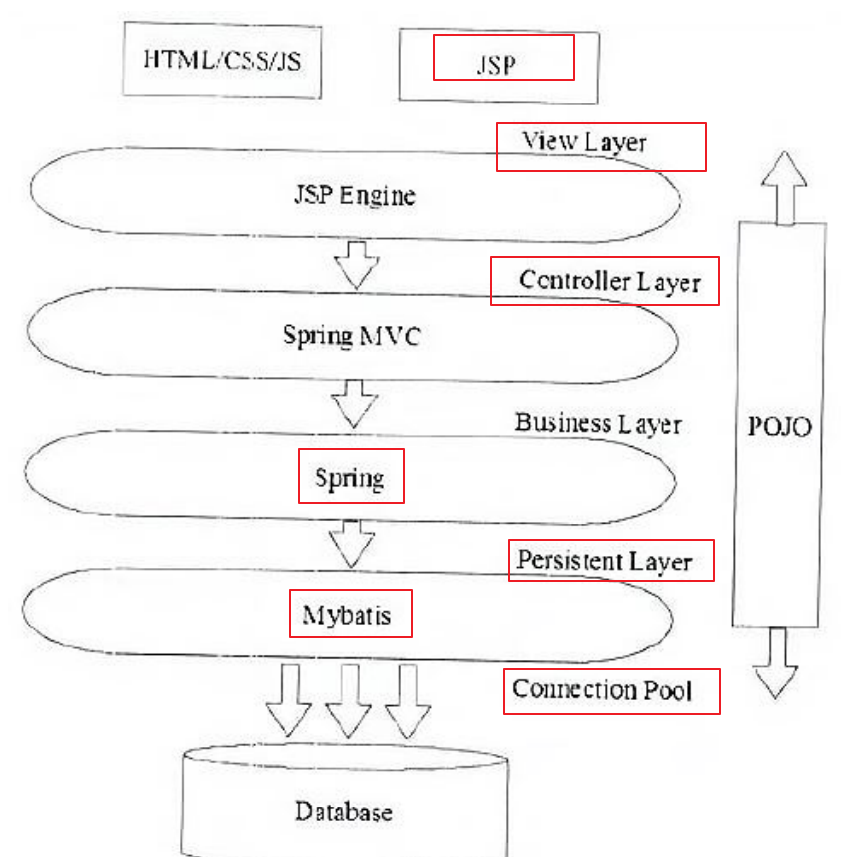 HTML/CSS/JS
JSP
View Layer
JSP Engine
Controller Layer
Spring MVC
Business Layer
POJO
Spring
Persistent Layer
Mybatis
Connection Pool
Database